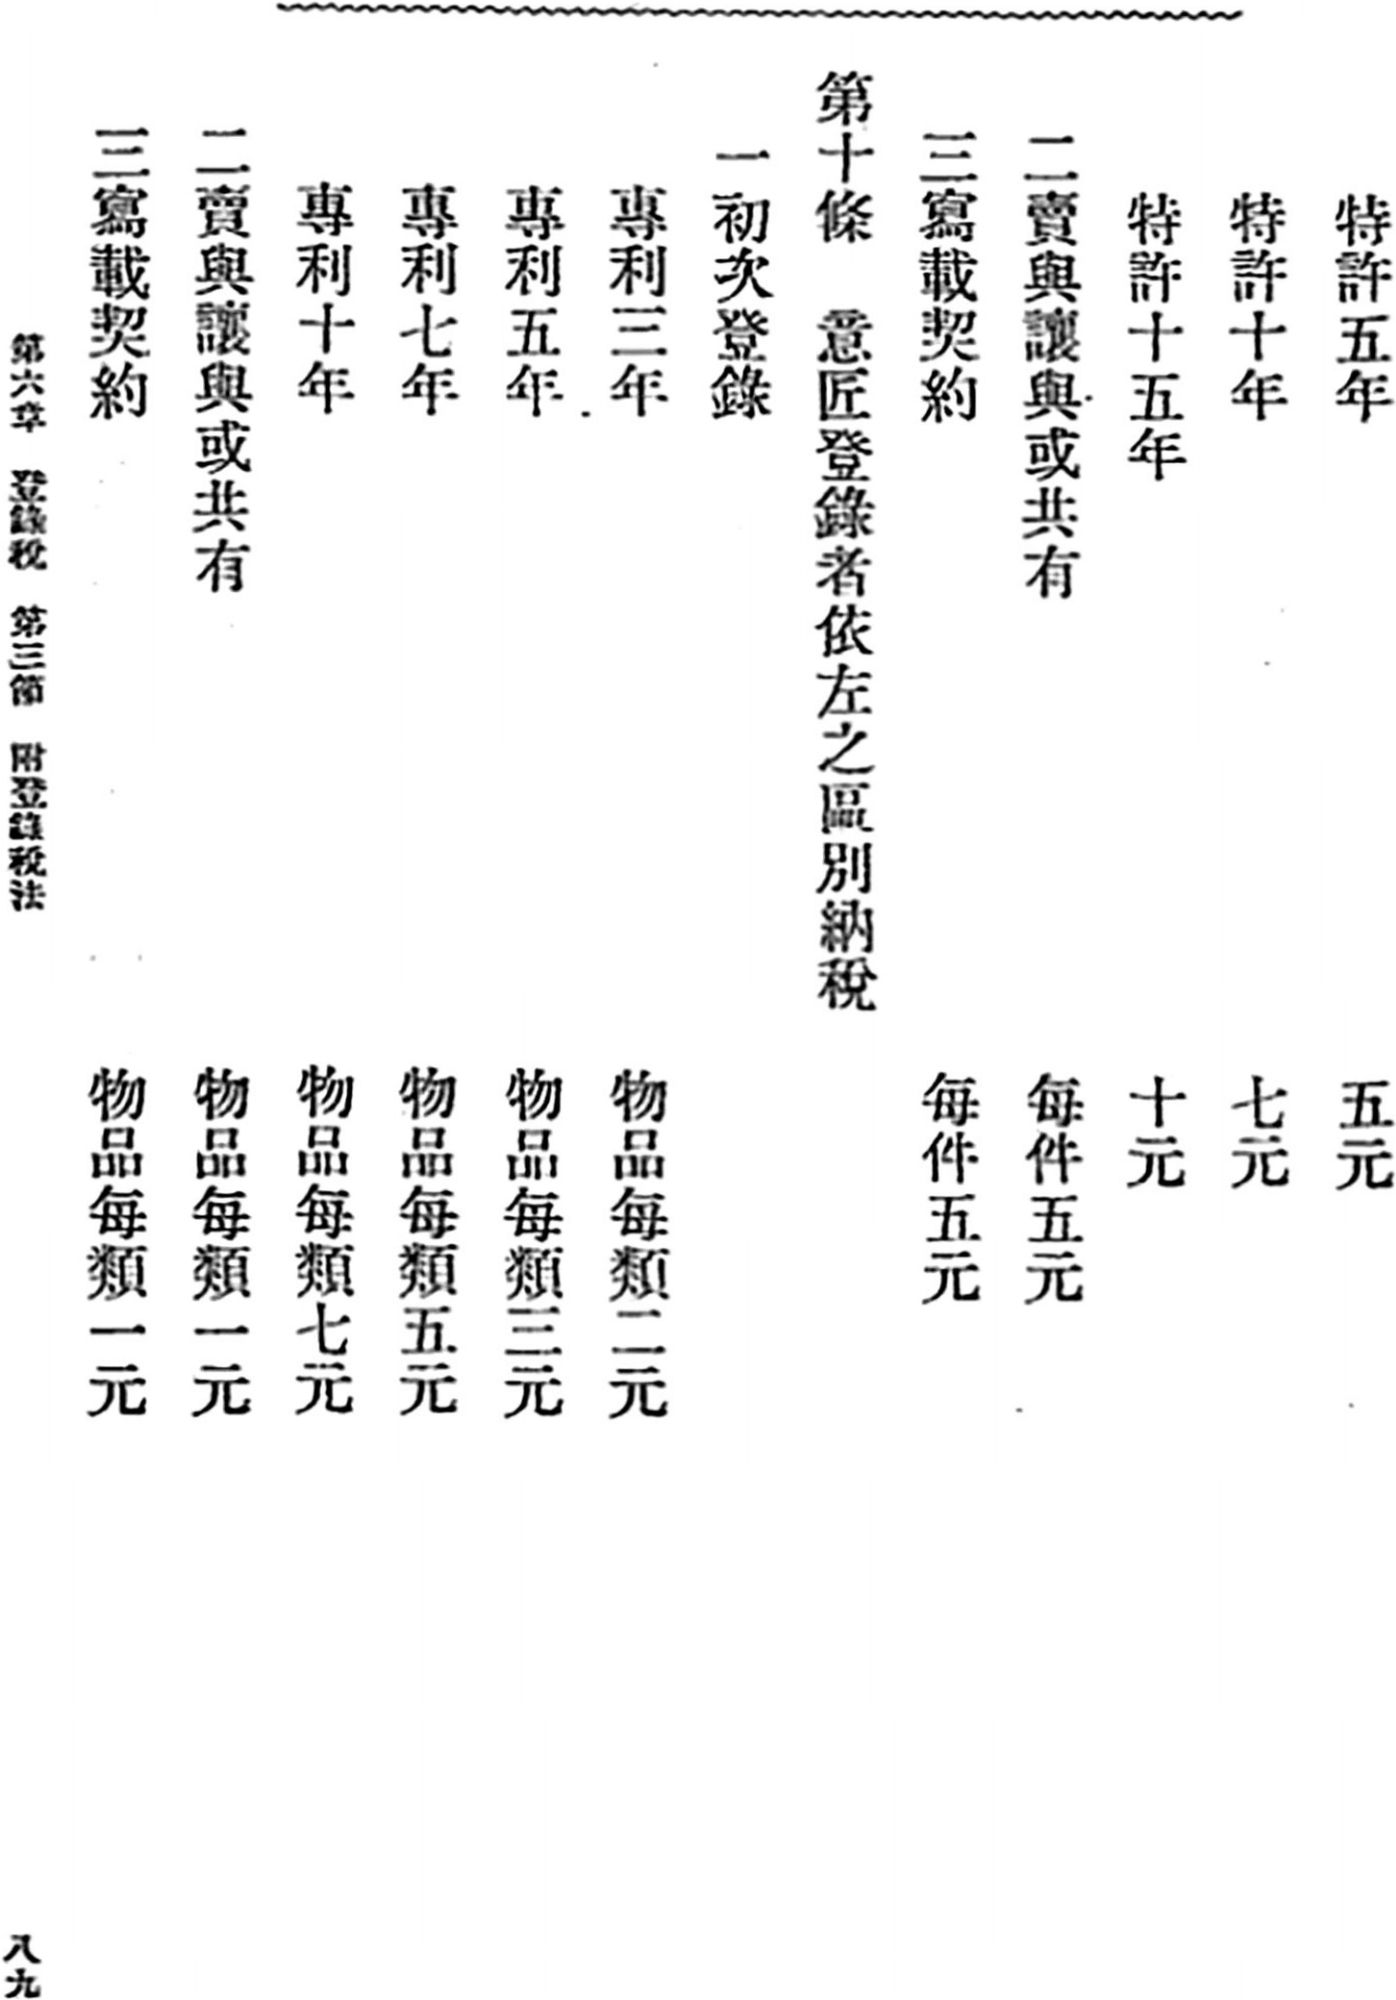 特許五年　五元
特許十年　七元
特許十五年　十元
二賣與讓與或共有　每件五元
三寫載契約　每件五元
第十條　意匠登錄者依左之區別納稅
一初次登錄
專利三年　物品每類二元
專利五年　物品每類三元
專利七年　物品每類五元
專利十年　物品每類七元
二賣與讓與或共有　物品每類一元
三寫載契約　物品每類一元
第六章　登錄稅　第三節　附登錄稅法
八九